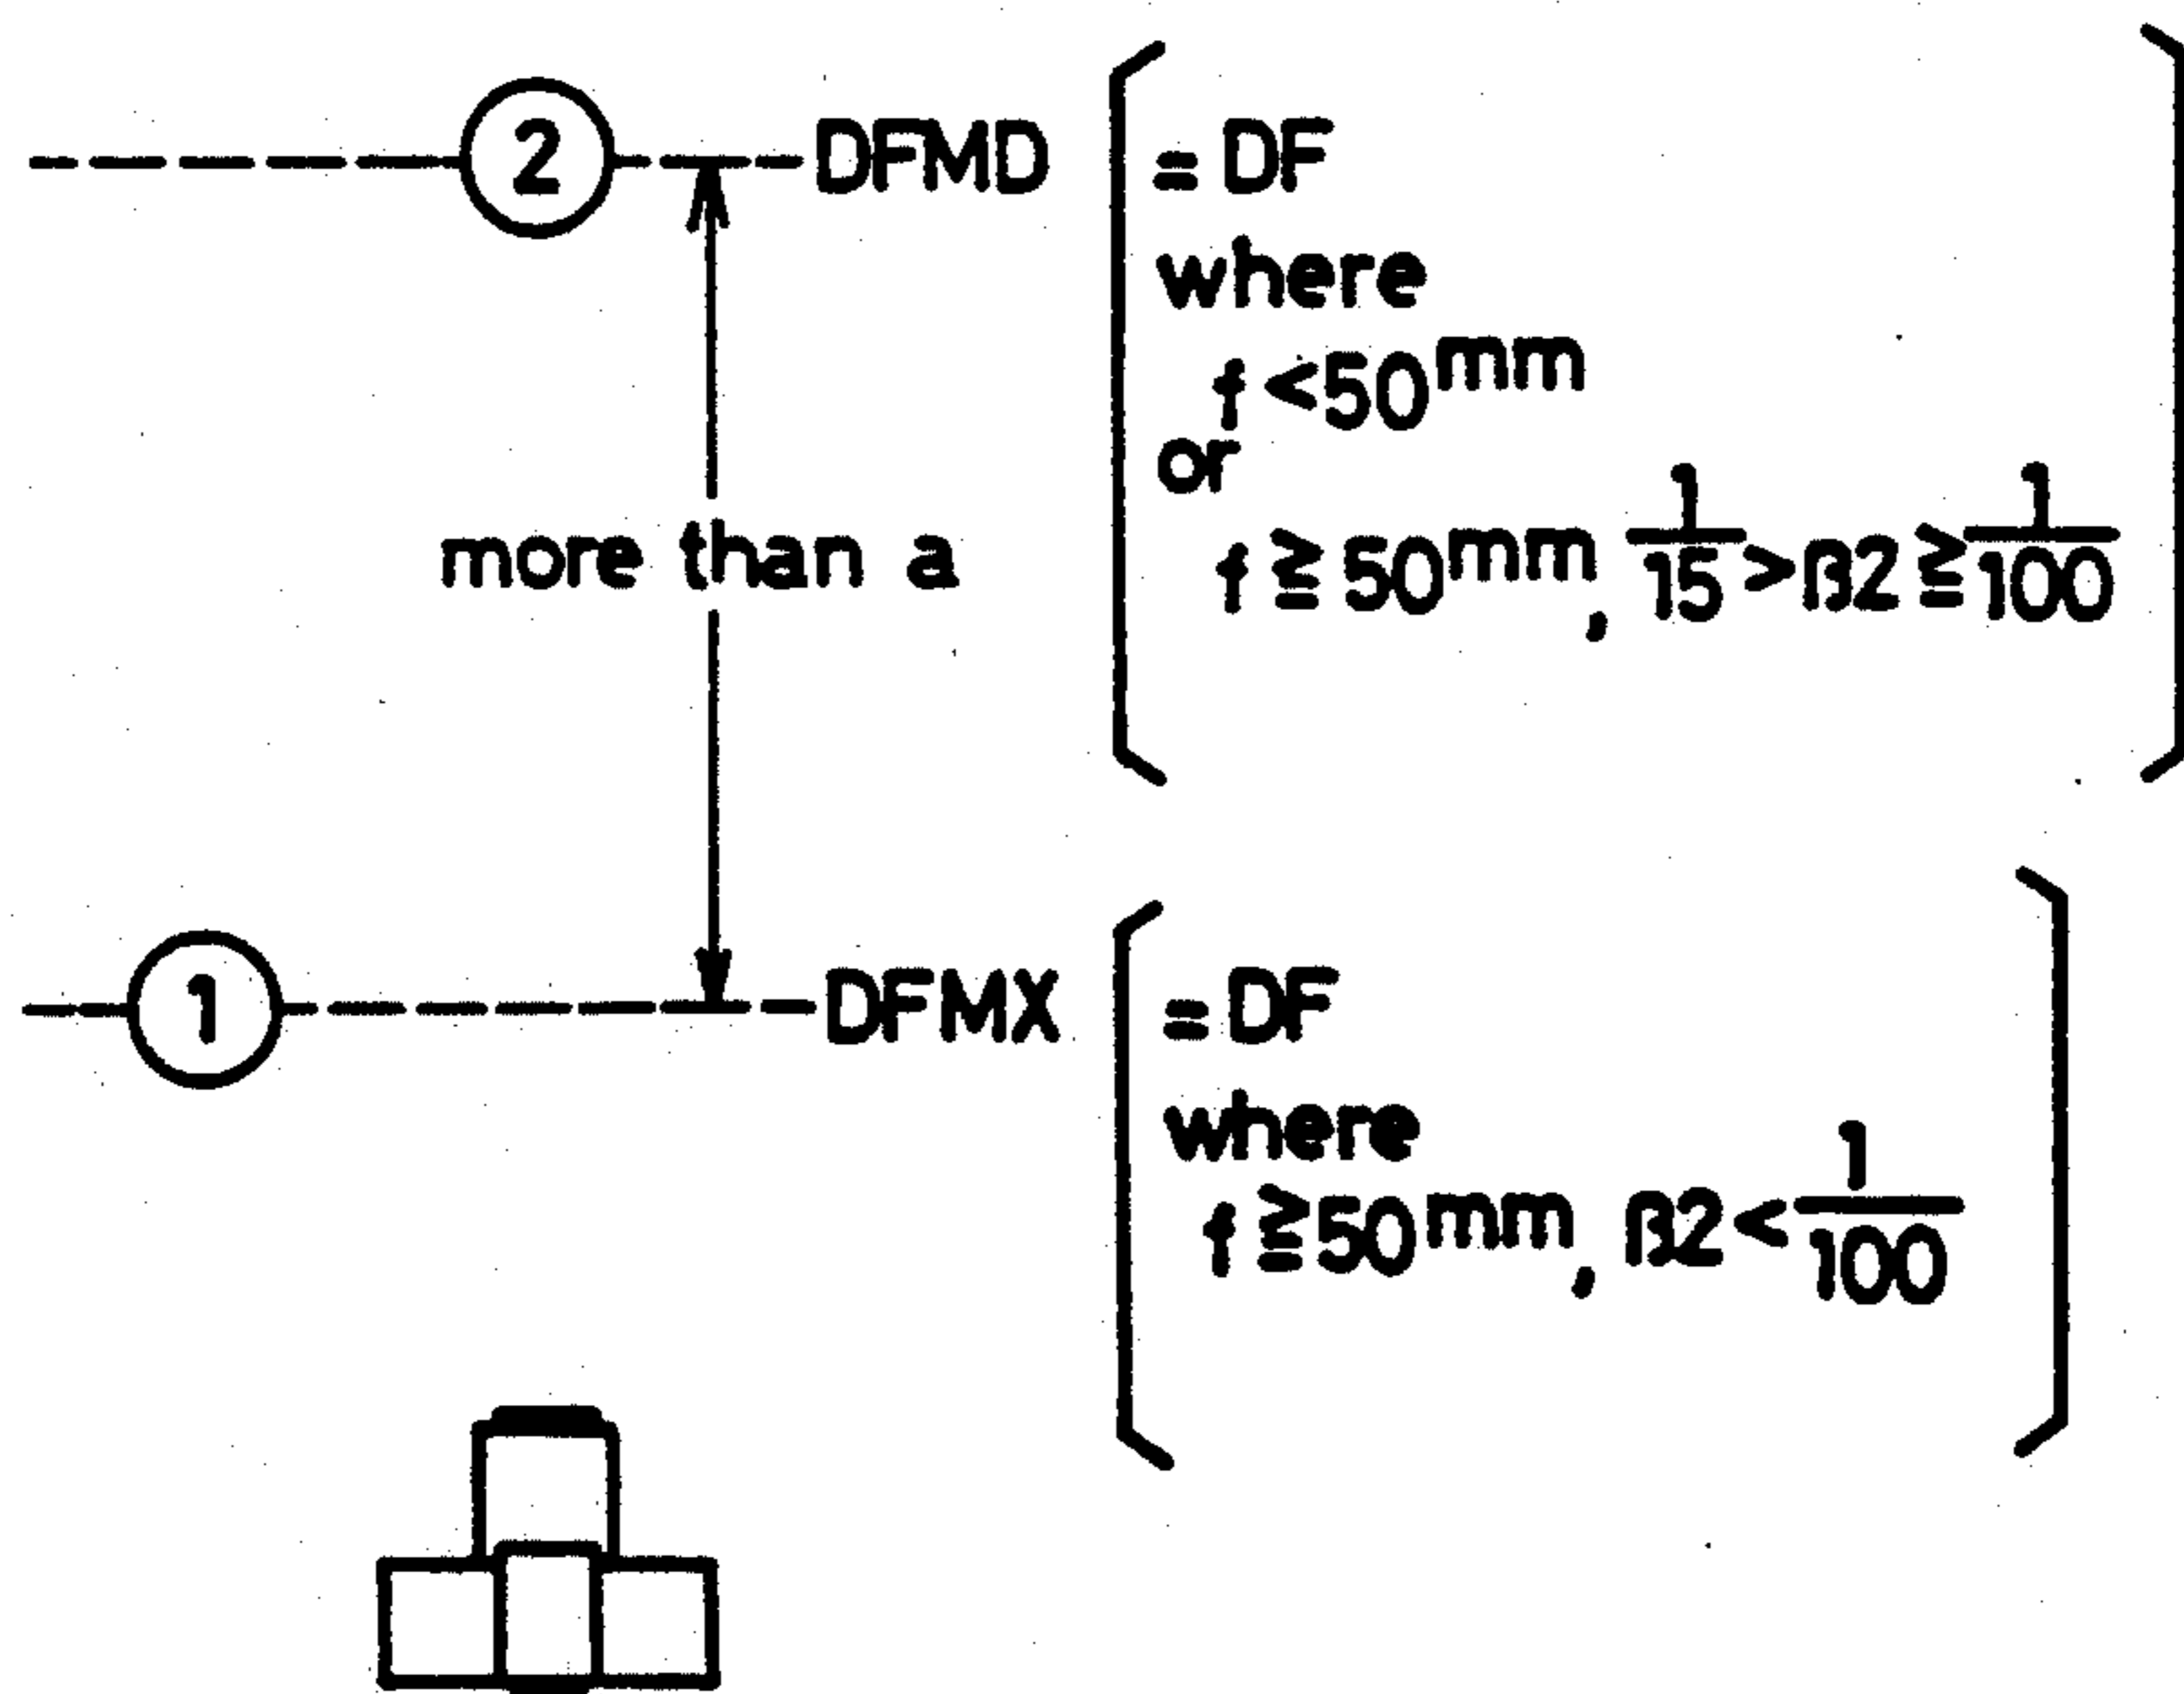 ② DFMD = DF
where
f < 50mm
or
f ≧ 50mm, 1/15 > β2 ≧ 1/100
more than a
① DFMX = DF
where
f ≧ 50mm, β2 < 1/100